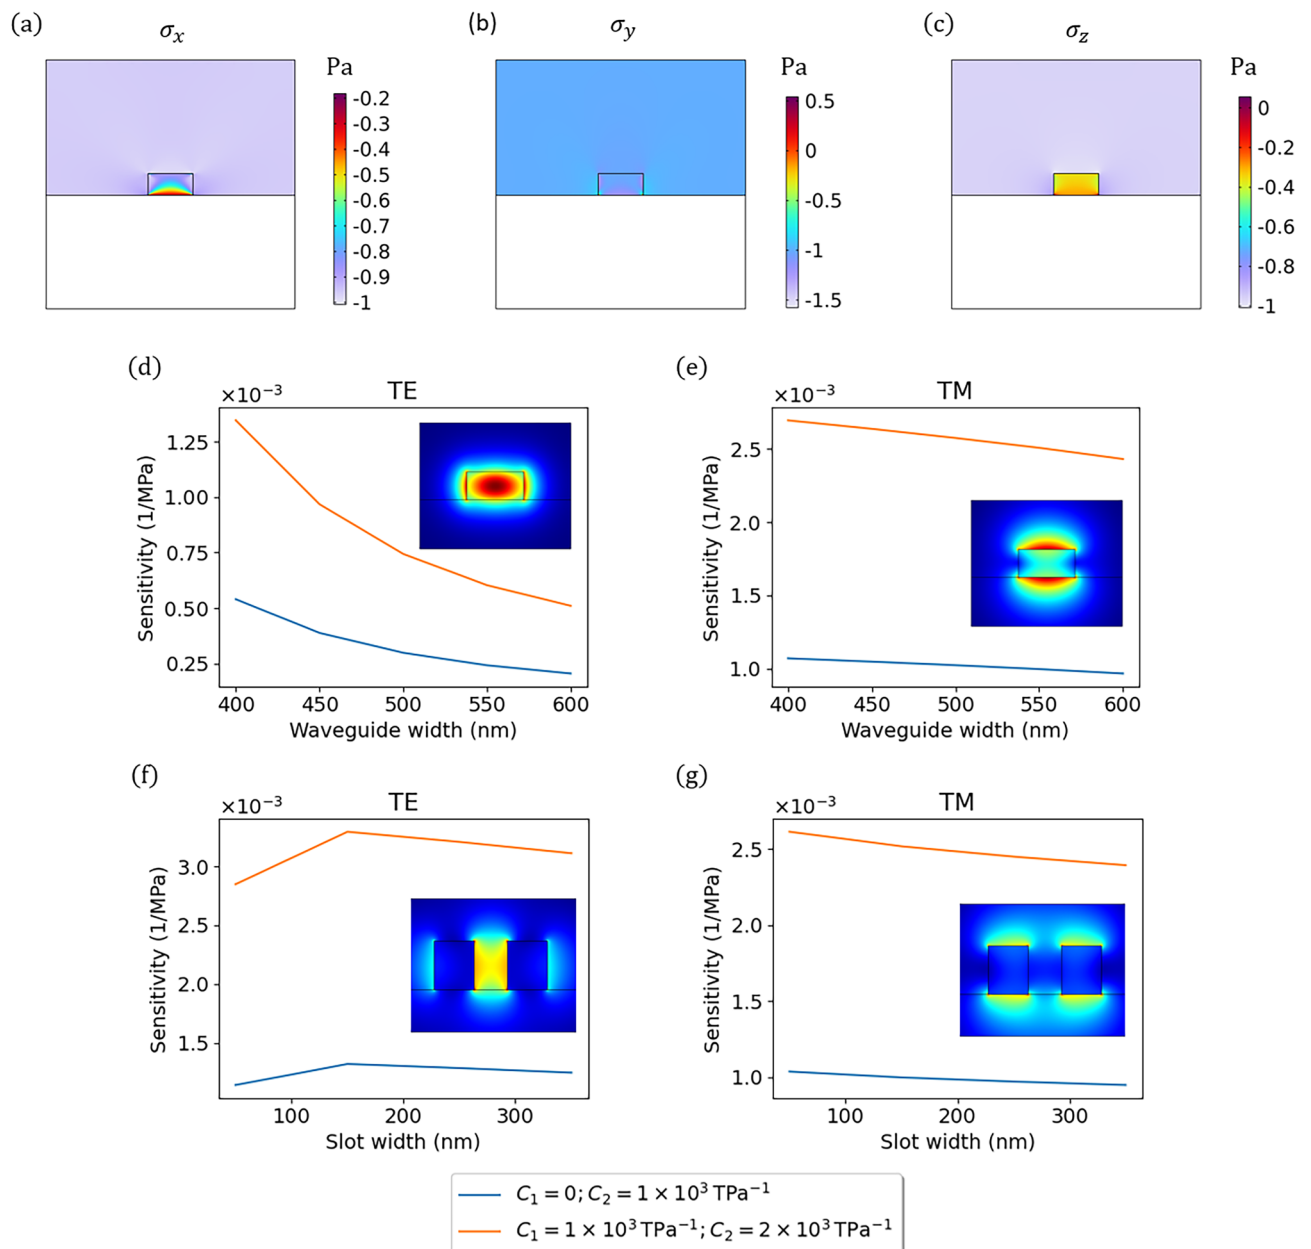 (a)
σx
Pa
-0.2
-0.3
-0.4
-0.5
-0.6
-0.7
-0.8
-0.9
-1
(b)
σy
Pa
0.5
0
-0.5
-1
-1.5
(c)
σz
Pa
0
-0.2
-0.4
-0.6
-0.8
-1
(d)
×10−3
TE
Sensitivity (1/MPa)
1.25
1.00
0.75
0.50
0.25
400 450 500 550 600
Waveguide width (nm)
(e)
×10−3
TM
Sensitivity (1/MPa)
2.5
2.0
1.5
1.0
400 450 500 550 600
Waveguide width (nm)
(f)
×10−3
TE
Sensitivity (1/MPa)
3.0
2.5
2.0
1.5
100 200 300
Slot width (nm)
(g)
×10−3
TM
Sensitivity (1/MPa)
2.5
2.0
1.5
1.0
100 200 300
Slot width (nm)
C1 = 0; C2 = 1 × 10³ TPa−1
C1 = 1 × 10³ TPa−1; C2 = 2 × 10³ TPa−1